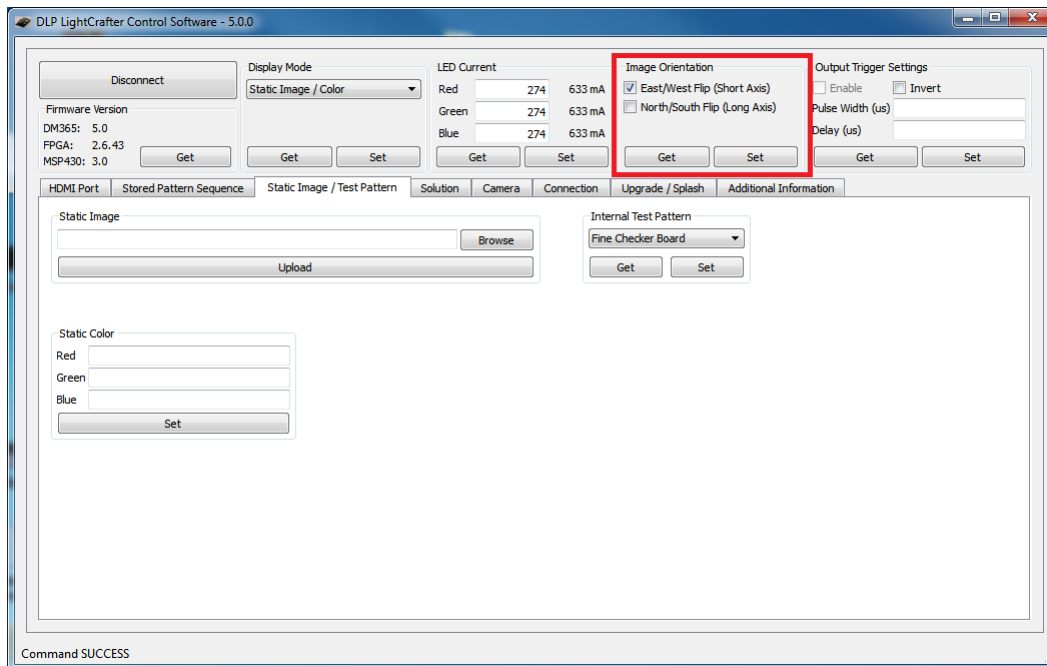 DLP LightCrafter Control Software - 5.0.0
Disconnect
Firmware Version
DM365: 5.0
FPGA: 2.6.43
MSP430: 3.0
Get
Display Mode
Static Image / Color
Get Set
LED Current
Red 274 633 mA
Green 274 633 mA
Blue 274 633 mA
Get Set
Image Orientation
East/West Flip (Short Axis)
North/South Flip (Long Axis)
Get Set
Output Trigger Settings
Enable Invert
Pulse Width (us)
Delay (us)
Get Set
HDMI Port Stored Pattern Sequence Static Image / Test Pattern Solution Camera Connection Upgrade / Splash Additional Information
Static Image
Browse
Upload
Internal Test Pattern
Fine Checker Board
Get Set
Static Color
Red
Green
Blue
Set
Command SUCCESS